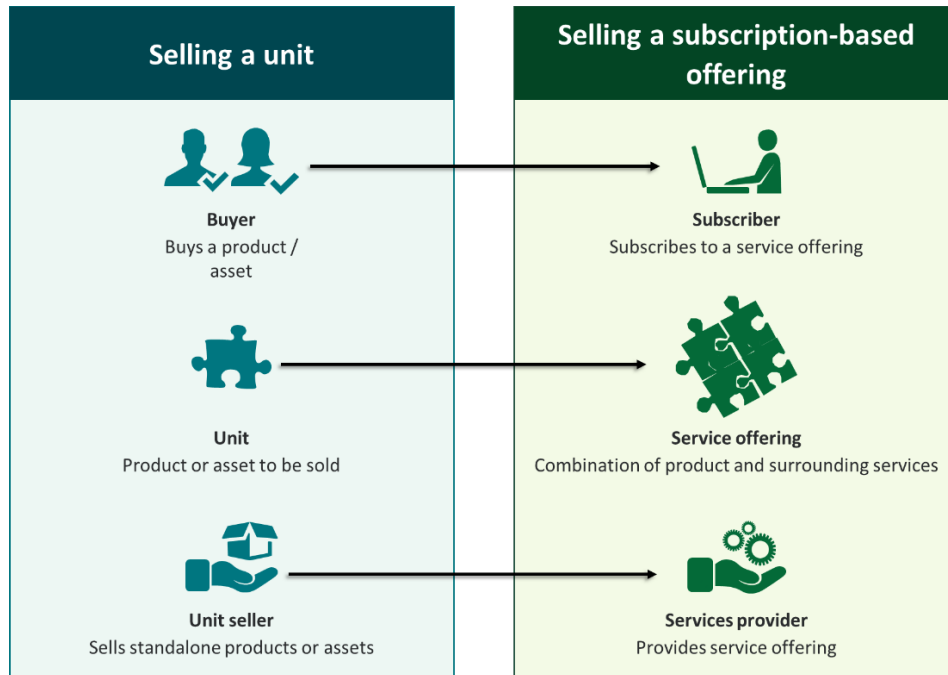 Selling a unit
Selling a subscription-based
offering
Buyer
Buys a product /
asset
Subscriber
Subscribes to a service offering
Unit
Product or asset to be sold
Service offering
Combination of product and surrounding services
Unit seller
Sells standalone products or assets
Services provider
Provides service offering